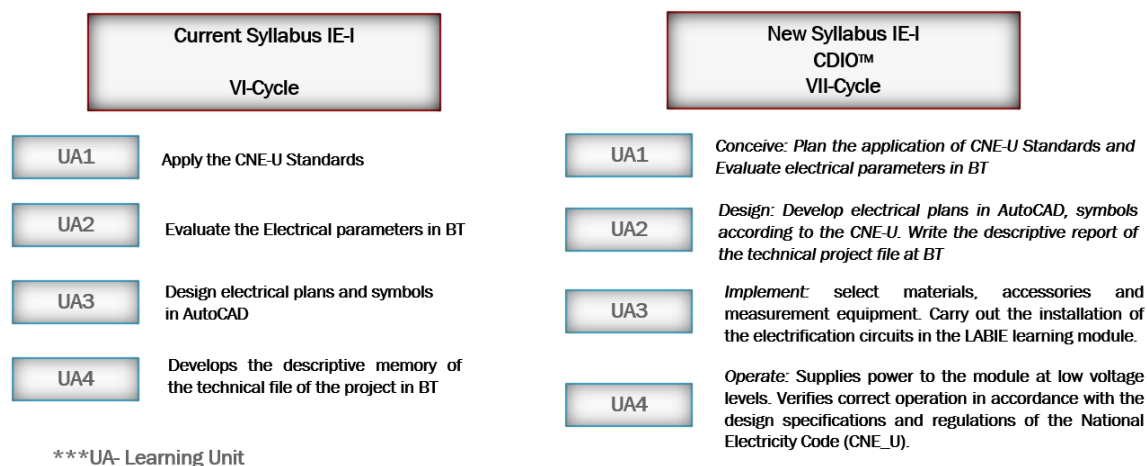 Current Syllabus IE-I
VI-Cycle
UA1
Apply the CNE-U Standards
UA2
Evaluate the Electrical parameters in BT
UA3
Design electrical plans and symbols
in AutoCAD
UA4
Develops the descriptive memory of
the technical file of the project in BT
***UA- Learning Unit
New Syllabus IE-I
CDIO™
VII-Cycle
UA1
Conceive: Plan the application of CNE-U Standards and
Evaluate electrical parameters in BT
UA2
Design: Develop electrical plans in AutoCAD, symbols
according to the CNE-U. Write the descriptive report of
the technical project file at BT
UA3
Implement: select materials, accessories and
measurement equipment. Carry out the installation of
the electrification circuits in the LABIE learning module.
UA4
Operate: Supplies power to the module at low voltage
levels. Verifies correct operation in accordance with the
design specifications and regulations of the National
Electricity Code (CNE_U).